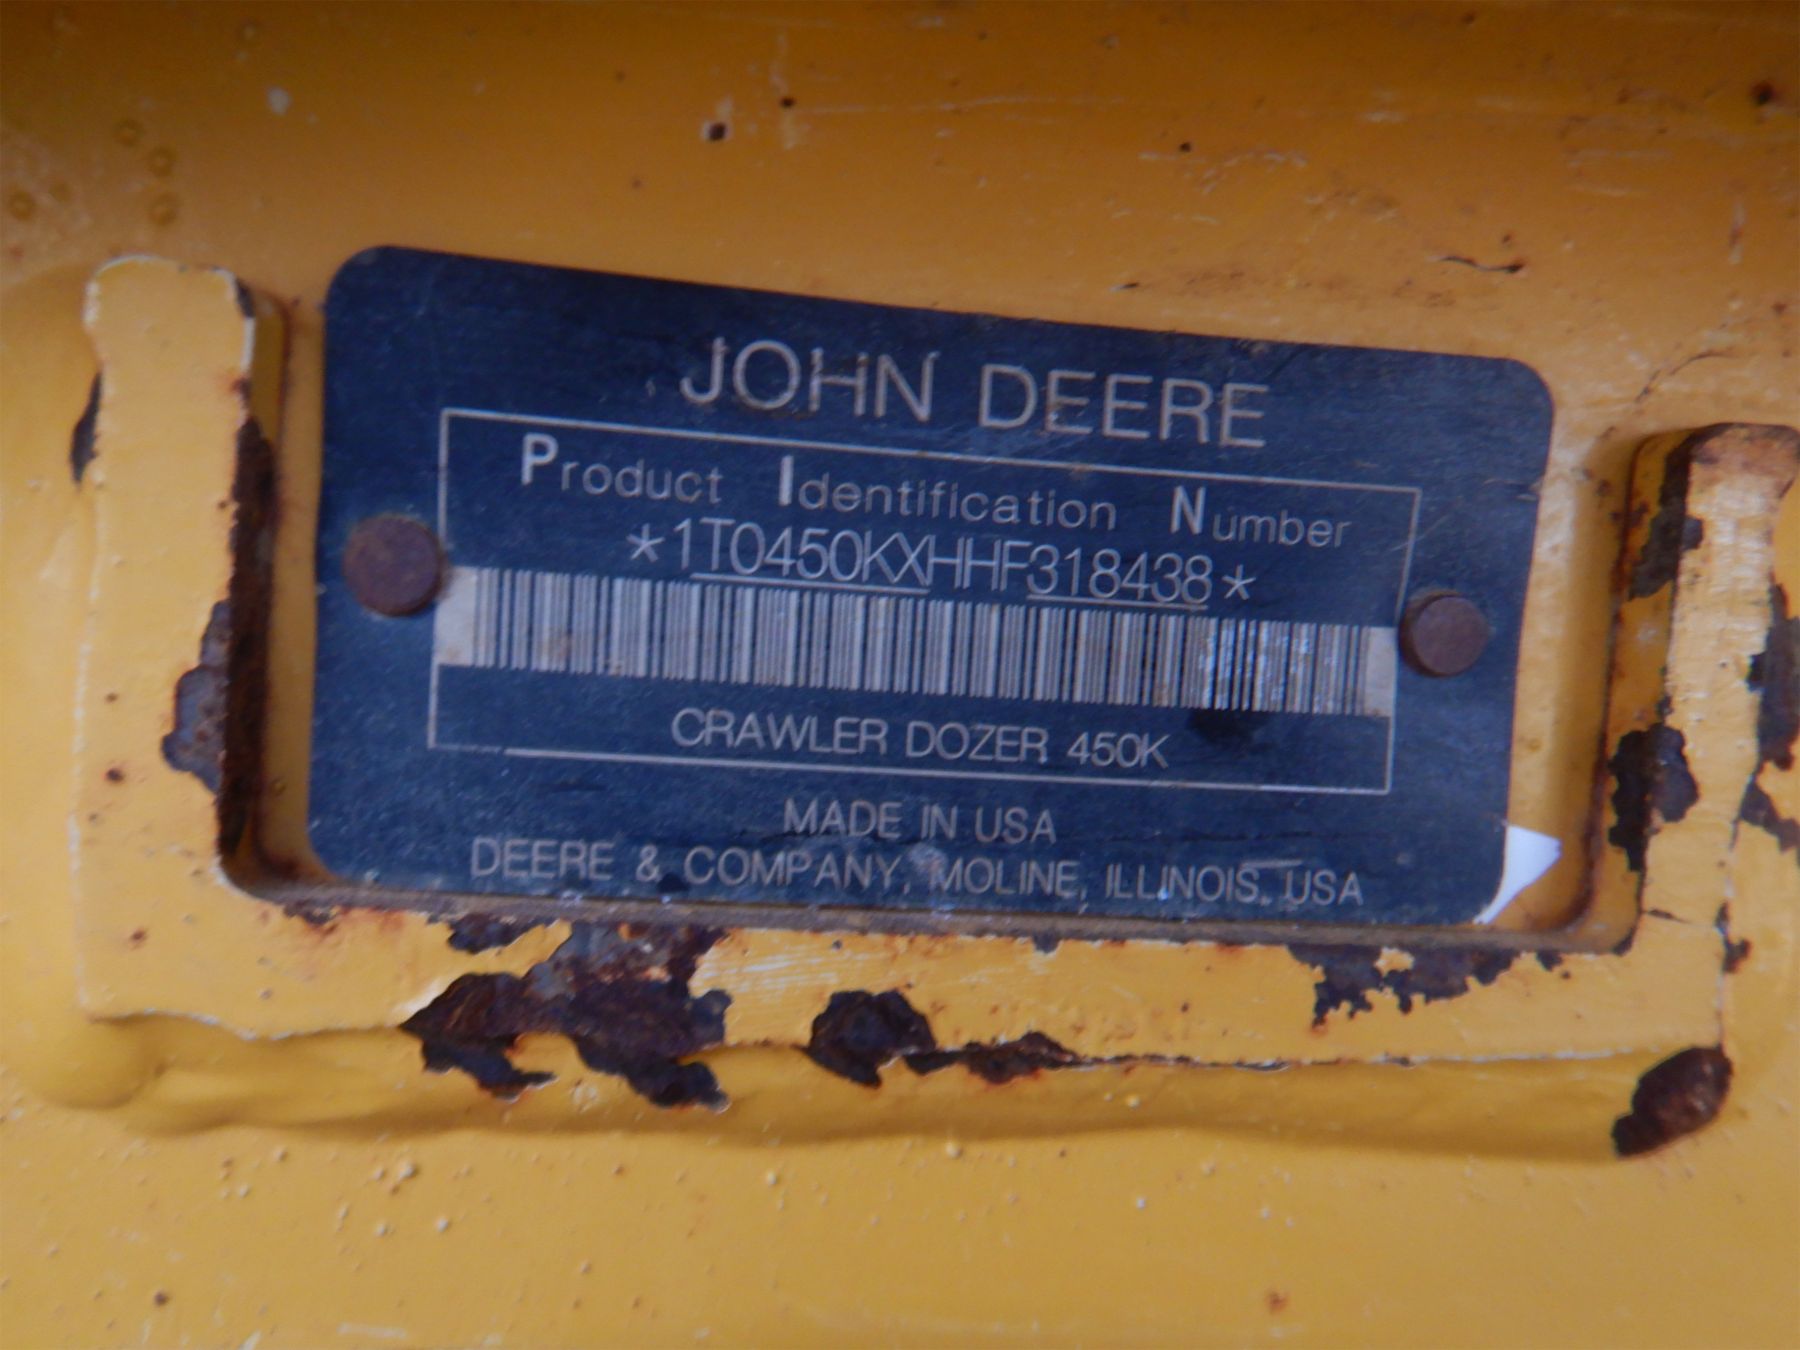 JOHN DEERE
Product Identification Number
*1T0450KXHHF318438*
CRAWLER DOZER 450K
MADE IN USA
DEERE & COMPANY, MOLINE, ILLINOIS, USA